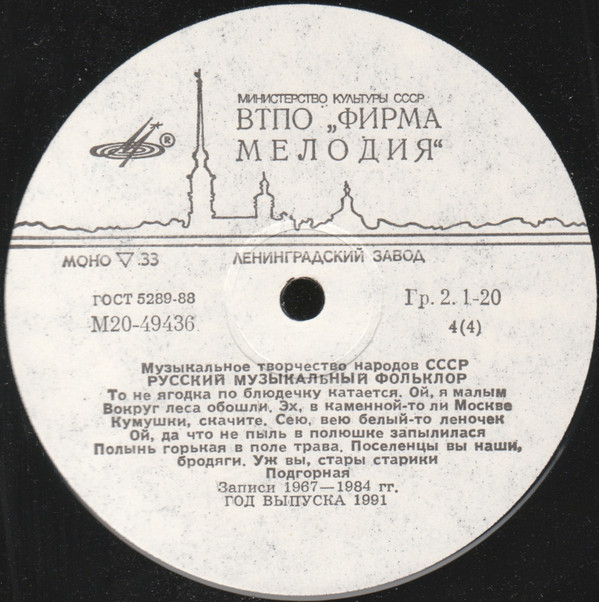 МИНИСТЕРСТВО КУЛЬТУРЫ СССР
ВТПО „ФИРМА
МЕЛОДИЯ“
®
МОНО ▽ 33
ЛЕНИНГРАДСКИЙ ЗАВОД
ГОСТ 5289-88
Гр. 2. 1-20
М20-49436
4(4)
Музыкальное творчество народов СССР
РУССКИЙ МУЗЫКАЛЬНЫЙ ФОЛЬКЛОР
То не ягодка по блюдечку катается. Ой, я малым
Вокруг леса обошли. Эх, в каменной-то ли Москве
Кумушки, скачите. Сею, вею белый-то леночек
Ой, да что не пыль в полюшке запылилася
Полынь горькая в поле трава. Поселенцы вы наши,
бродяги. Уж вы, стары старики
Подгорная
Записи 1967—1984 гг.
ГОД ВЫПУСКА 1991